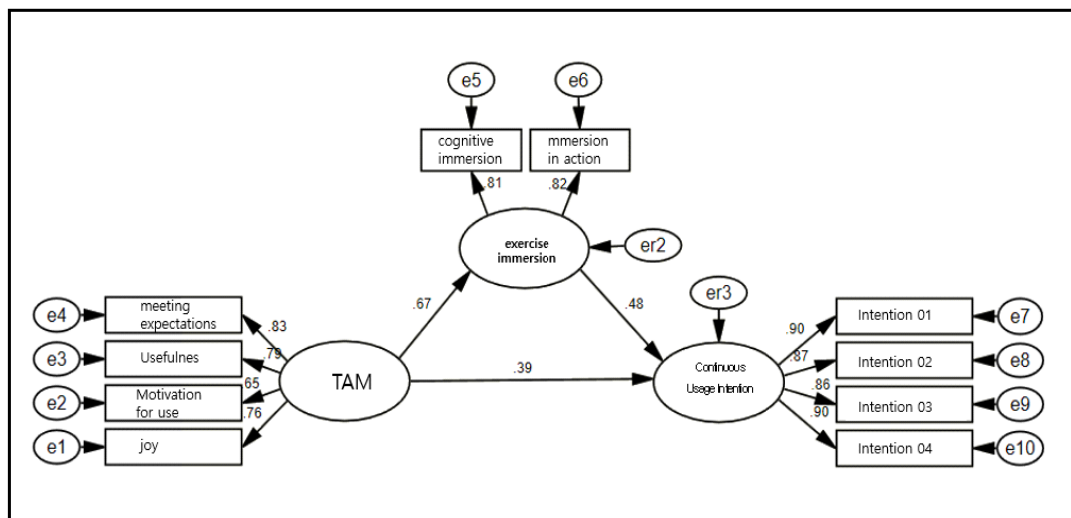 e5
e6
cognitive
immersion
mmersion
in action
.81
.82
exercise
immersion
er2
.67
.48
er3
e4
meeting
expectations
.83
e3
Usefulnes
.79
e2
Motivation
for use
65
e1
joy
.76
TAM
.39
Continuous
Usage Intention
.90
Intention 01
e7
.87
Intention 02
e8
.86
Intention 03
e9
.90
Intention 04
e10